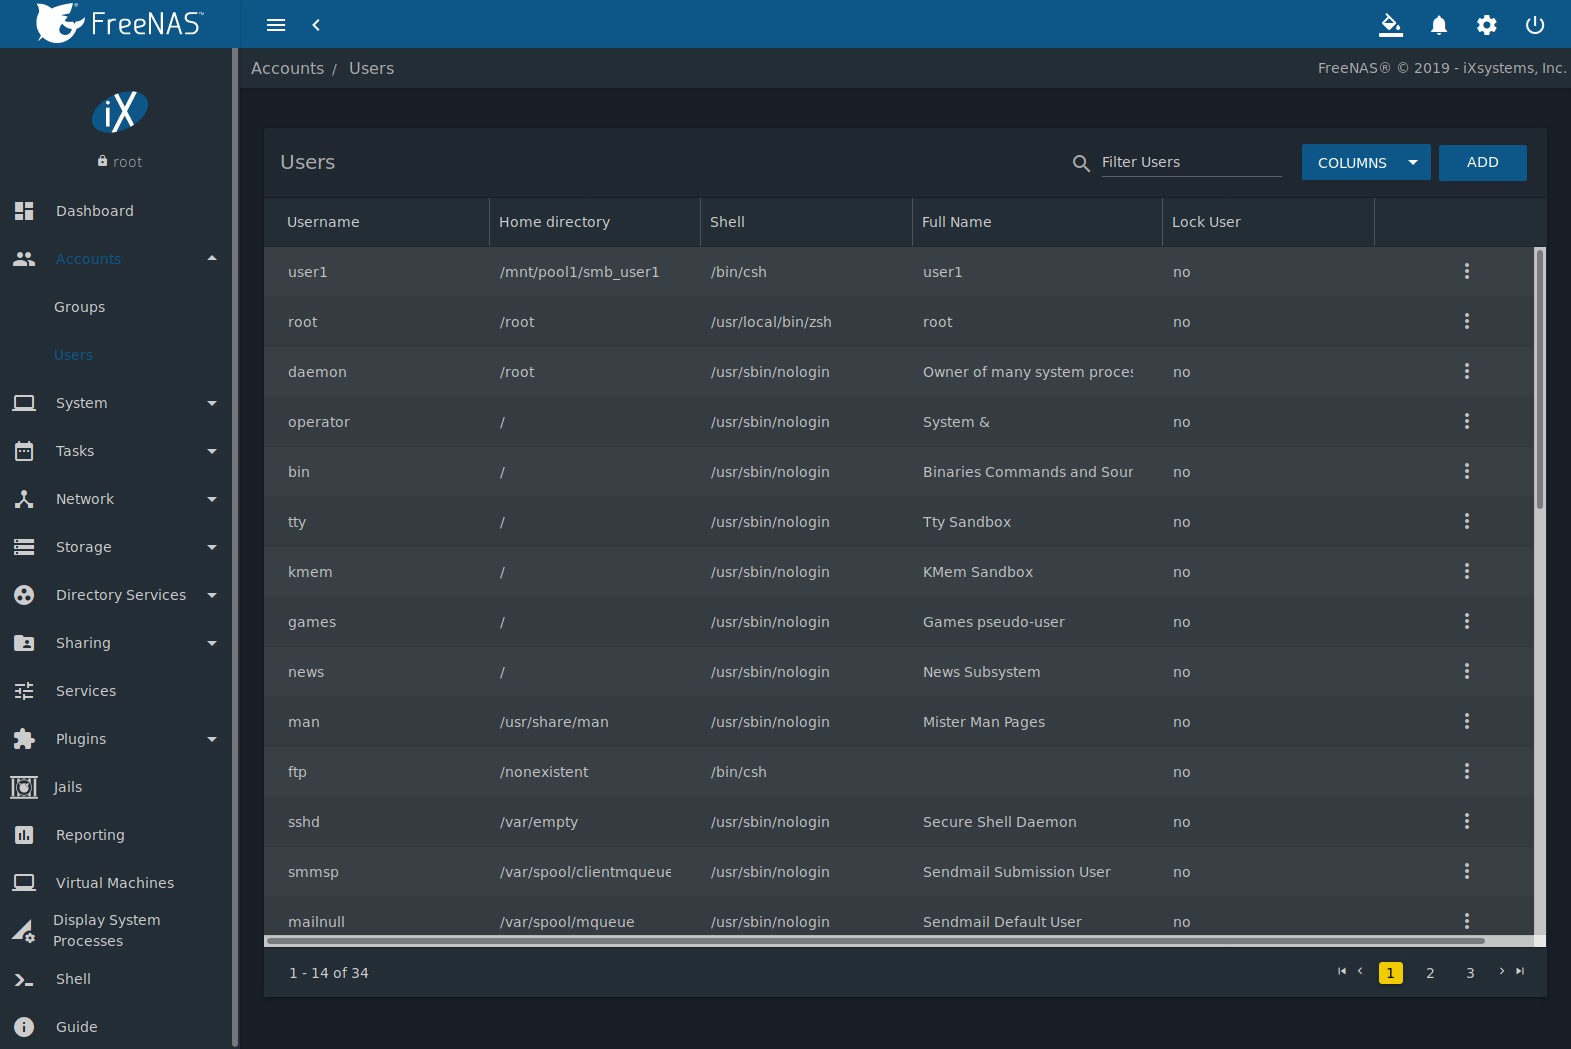 FreeNAS™
Accounts / Users
FreeNAS® © 2019 - iXsystems, Inc.
iX
root
Dashboard
Accounts
Groups
Users
System
Tasks
Network
Storage
Directory Services
Sharing
Services
Plugins
Jails
Reporting
Virtual Machines
Display System
Processes
Shell
Guide
Users
Filter Users
COLUMNS
ADD
Username Home directory Shell Full Name Lock User
user1 /mnt/pool1/smb_user1 /bin/csh user1 no
root /root /usr/local/bin/zsh root no
daemon /root /usr/sbin/nologin Owner of many system proces no
operator / /usr/sbin/nologin System & no
bin / /usr/sbin/nologin Binaries Commands and Sour no
tty / /usr/sbin/nologin Tty Sandbox no
kmem / /usr/sbin/nologin KMem Sandbox no
games / /usr/sbin/nologin Games pseudo-user no
news / /usr/sbin/nologin News Subsystem no
man /usr/share/man /usr/sbin/nologin Mister Man Pages no
ftp /nonexistent /bin/csh no
sshd /var/empty /usr/sbin/nologin Secure Shell Daemon no
smmsp /var/spool/clientmqueue /usr/sbin/nologin Sendmail Submission User no
mailnull /var/spool/mqueue /usr/sbin/nologin Sendmail Default User no
1 - 14 of 34
1 2 3